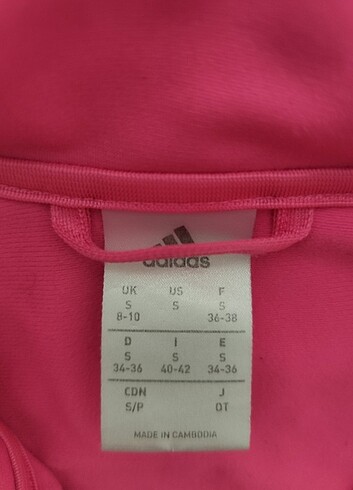 adidas
UK US F
S S S
8-10 36-38
D I E
S S S
34-36 40-42 34-36
CDN J
S/P OT
MADE IN CAMBODIA